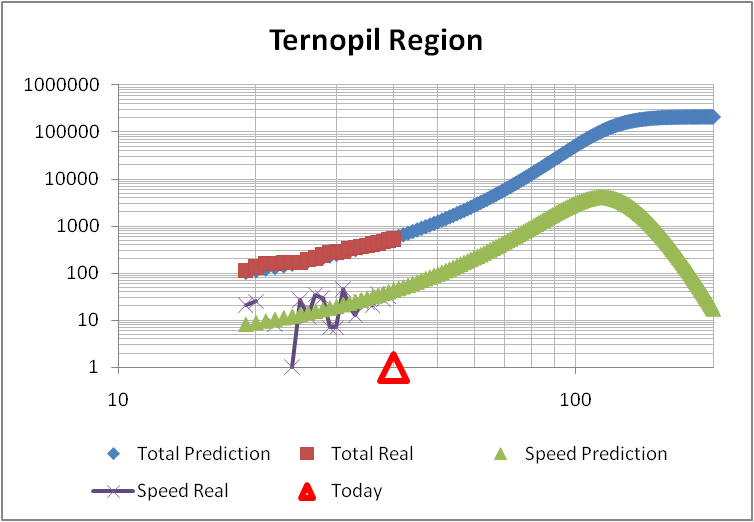 Ternopil Region
1000000
100000
10000
1000
100
10
1
10 100
Total Prediction Total Real Speed Prediction
Speed Real Today